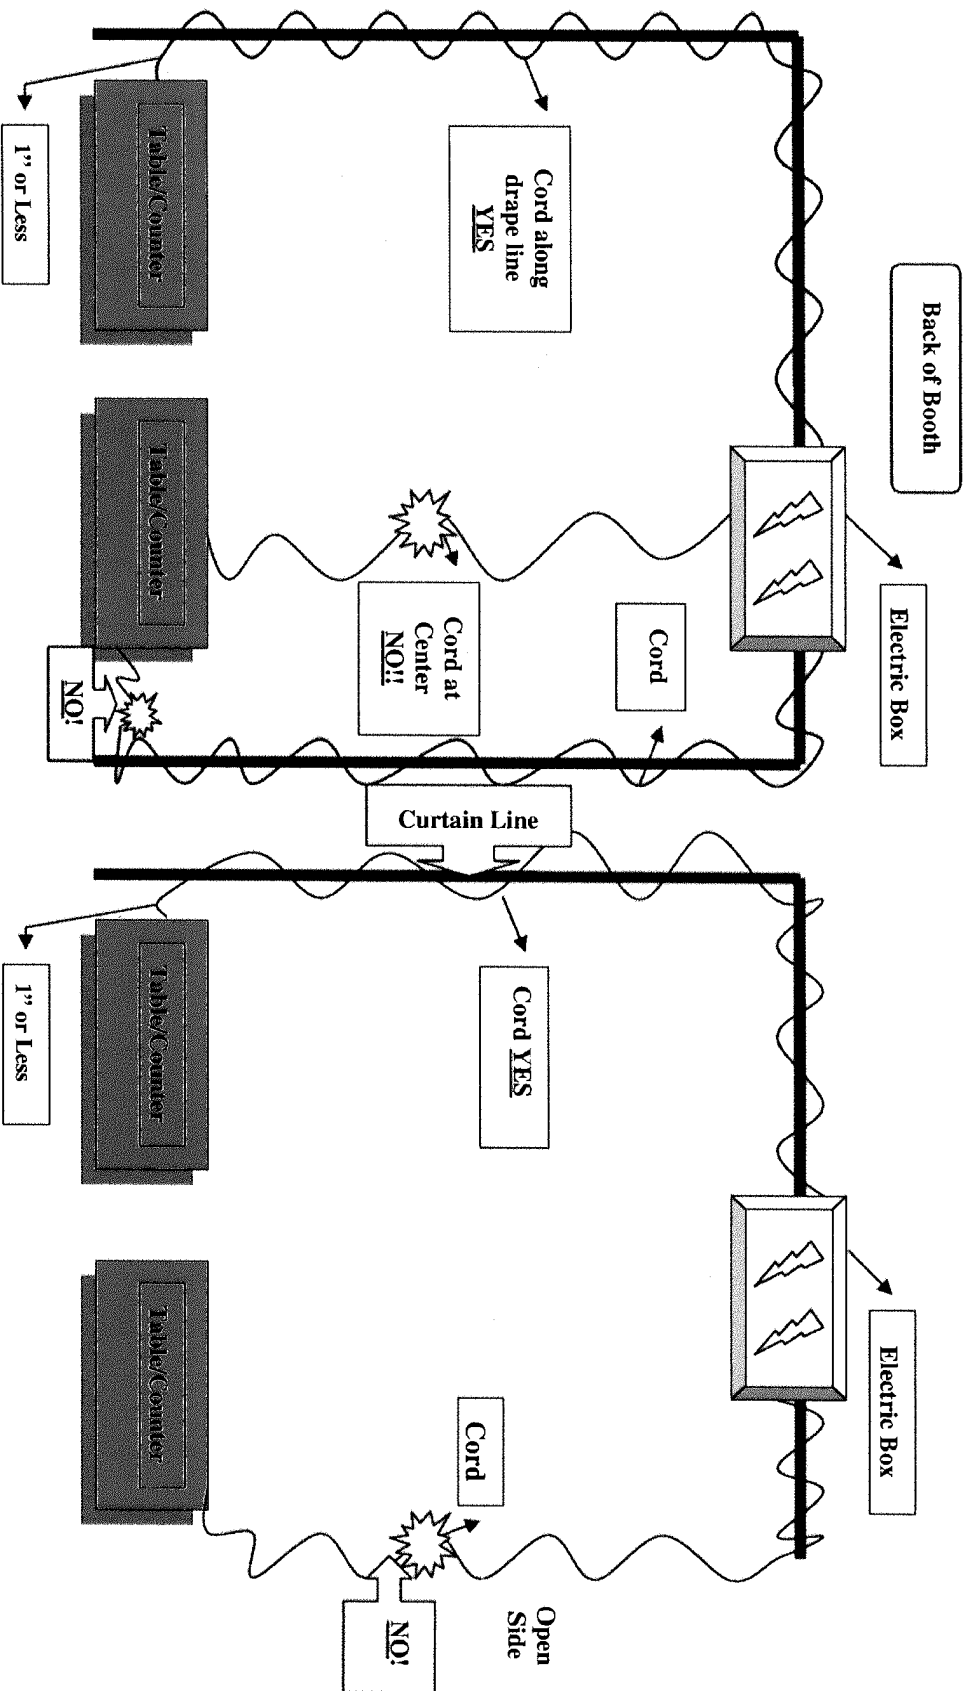 Back of Booth
Electric Box
Electric Box
Cord along
drape line
YES
Cord at
Center
NO!!
Cord
Curtain Line
Cord YES
Cord
Open
Side
NO!
Table/Counter
Table/Counter
NO!
Table/Counter
Table/Counter
1” or Less
1” or Less